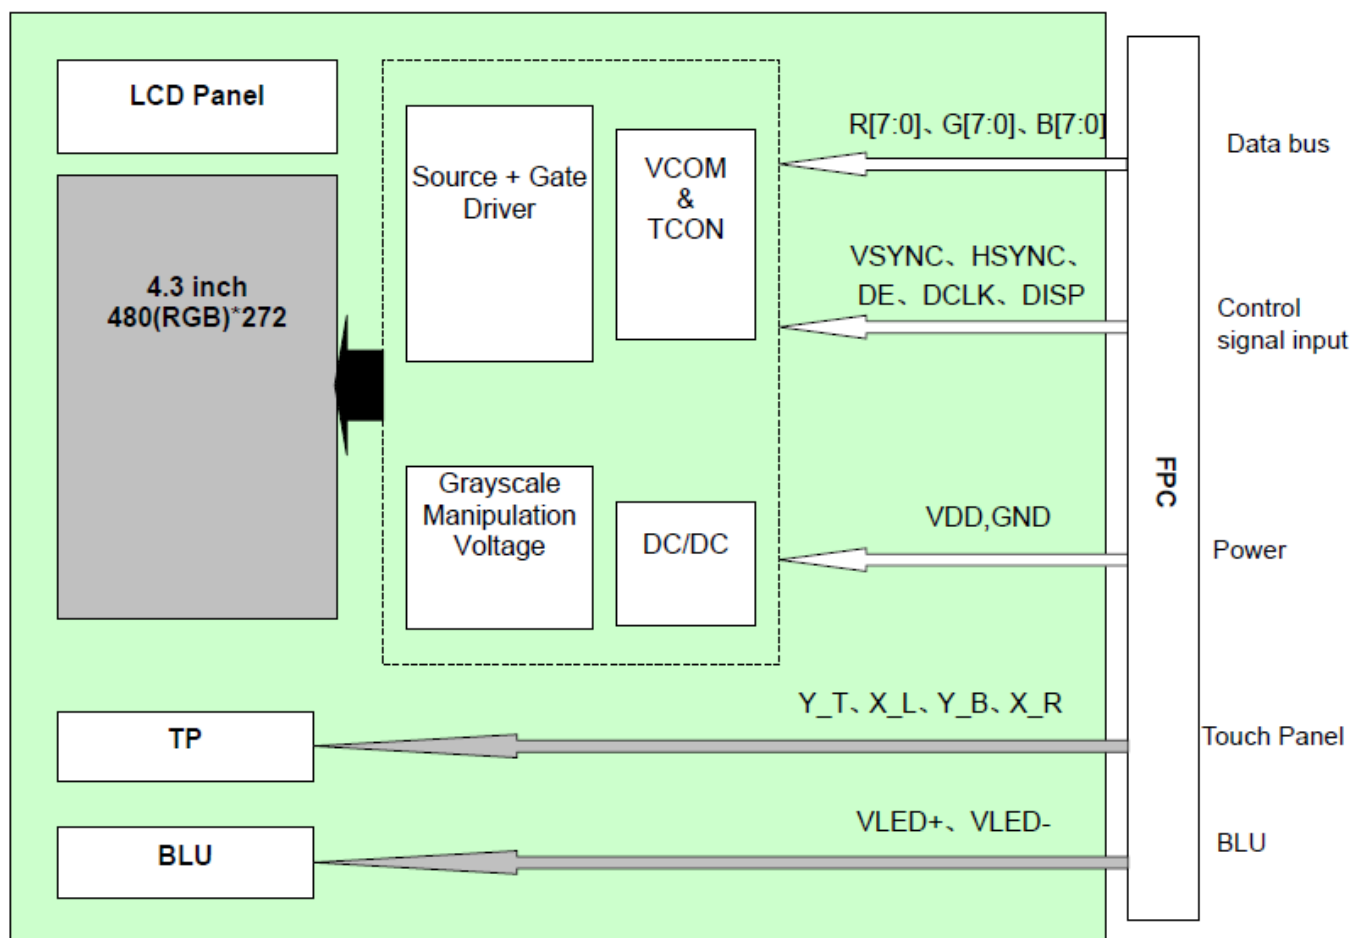 LCD Panel
4.3 inch
480(RGB)*272
Source + Gate
Driver
VCOM
&
TCON
Grayscale
Manipulation
Voltage
DC/DC
TP
BLU
R[7:0]、G[7:0]、B[7:0]
VSYNC、HSYNC、
DE、DCLK、DISP
VDD,GND
Y_T、X_L、Y_B、X_R
VLED+、VLED-
FPC
Data bus
Control
signal input
Power
Touch Panel
BLU